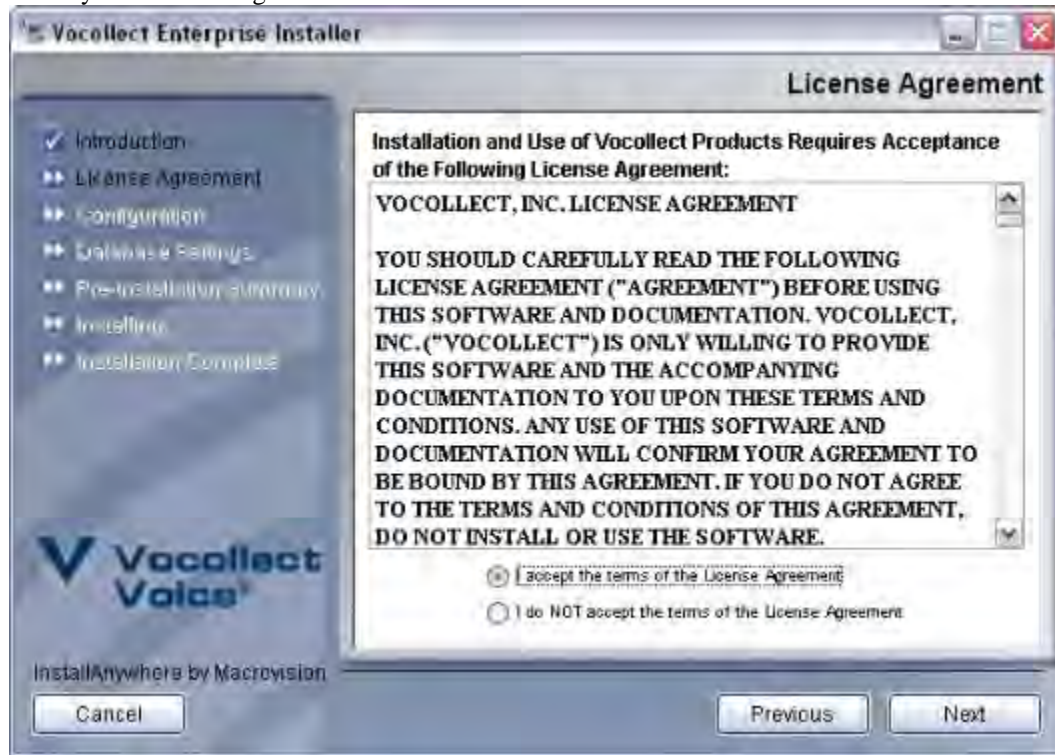 Vocollect Enterprise Installer
License Agreement
Introduction
License Agreement
Configuration
Database Settings
Pre-Installation Summary
Installing
Installation Complete
Installation and Use of Vocollect Products Requires Acceptance
of the Following License Agreement:
VOCOLLECT, INC. LICENSE AGREEMENT
YOU SHOULD CAREFULLY READ THE FOLLOWING
LICENSE AGREEMENT ("AGREEMENT") BEFORE USING
THIS SOFTWARE AND DOCUMENTATION. VOCOLLECT,
INC. ("VOCOLLECT") IS ONLY WILLING TO PROVIDE
THIS SOFTWARE AND THE ACCOMPANYING
DOCUMENTATION TO YOU UPON THESE TERMS AND
CONDITIONS. ANY USE OF THIS SOFTWARE AND
DOCUMENTATION WILL CONFIRM YOUR AGREEMENT TO
BE BOUND BY THIS AGREEMENT. IF YOU DO NOT AGREE
TO THE TERMS AND CONDITIONS OF THIS AGREEMENT,
DO NOT INSTALL OR USE THE SOFTWARE.
I accept the terms of the License Agreement
I do NOT accept the terms of the License Agreement
V Vocollect
Voice®
InstallAnywhere by Macrovision
Cancel
Previous
Next